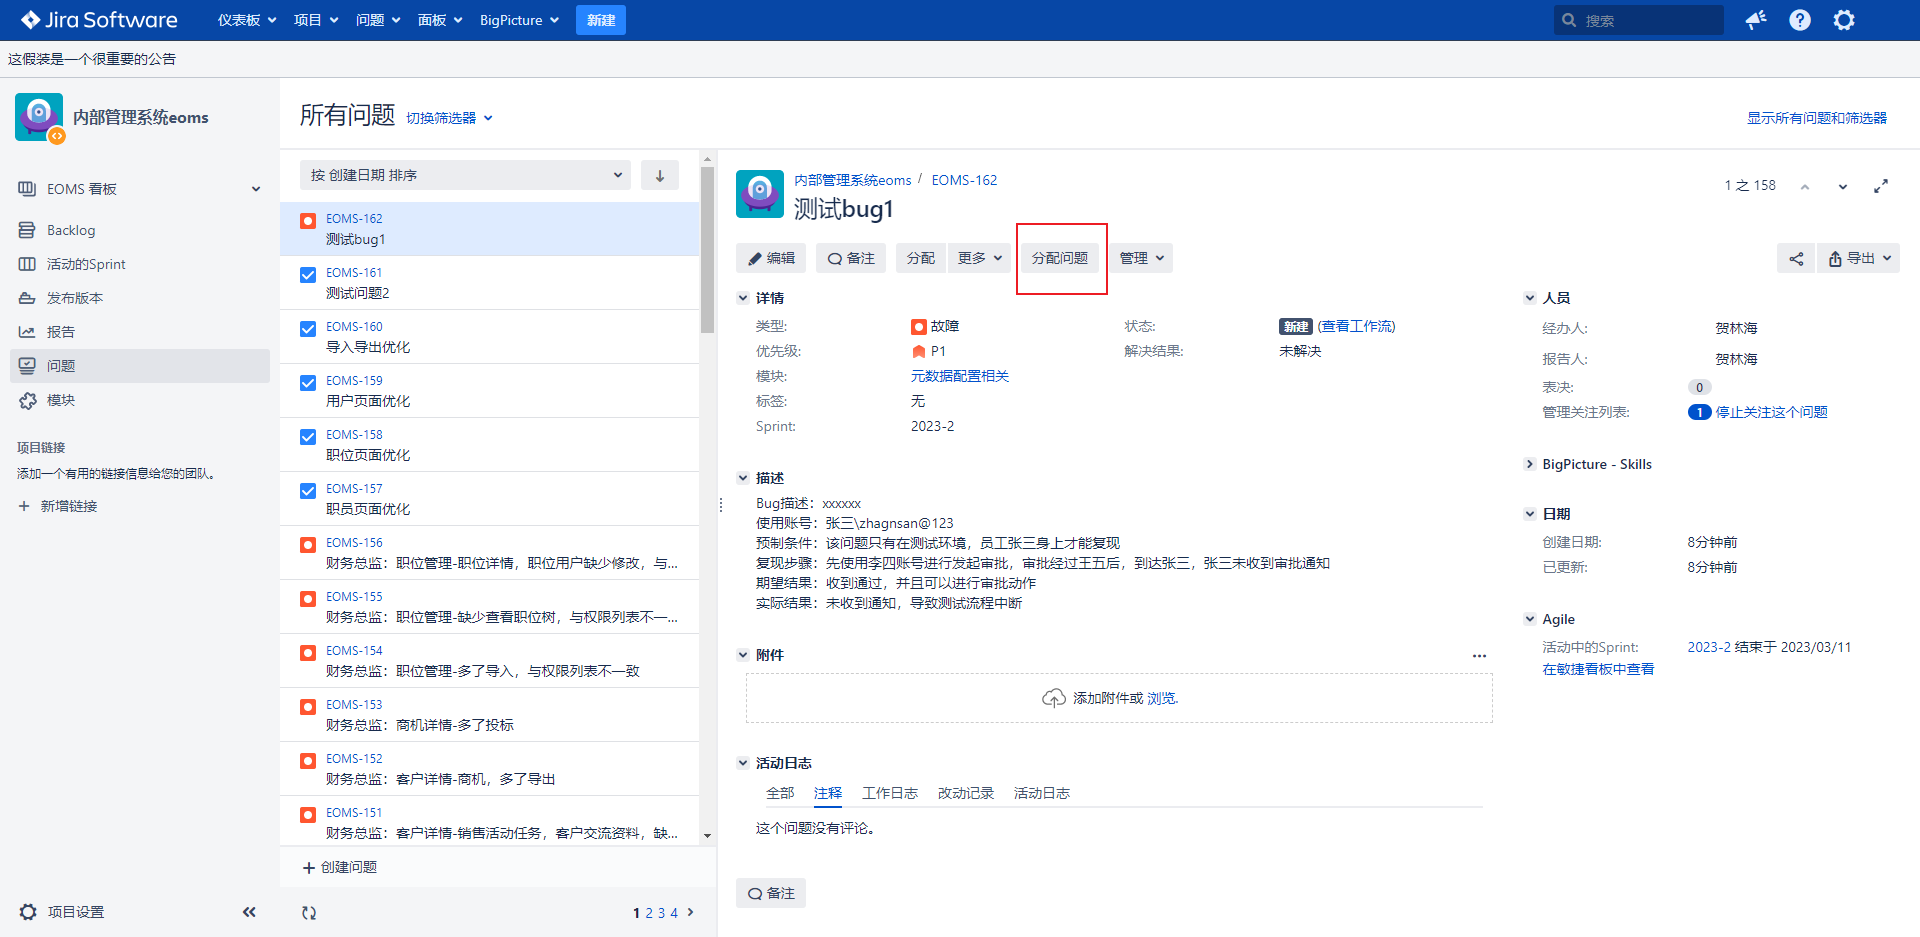 Jira Software 仪表板 项目 问题 面板 BigPicture 新建 搜索
这假装是一个很重要的公告
内部管理系统eoms
EOMS 看板
Backlog
活动的Sprint
发布版本
报告
问题
模块
项目链接
添加一个有用的链接信息给您的团队。
新增链接
项目设置
所有问题 切换筛选器 显示所有问题和筛选器
按 创建日期 排序
EOMS-162
测试bug1
EOMS-161
测试问题2
EOMS-160
导入导出优化
EOMS-159
用户页面优化
EOMS-158
职位页面优化
EOMS-157
职员页面优化
EOMS-156
财务总监：职位管理-职位详情，职位用户缺少修改，与...
EOMS-155
财务总监：职位管理-缺少查看职位树，与权限列表不一...
EOMS-154
财务总监：职位管理-多了导入，与权限列表不一致
EOMS-153
财务总监：商机详情-多了投标
EOMS-152
财务总监：客户详情-商机，多了导出
EOMS-151
财务总监：客户详情-销售活动任务，客户交流资料，缺...
创建问题
1 2 3 4
内部管理系统eoms / EOMS-162
测试bug1
1 之 158
编辑 备注 分配 更多 分配问题 管理 导出
详情
类型: 故障 状态: 新建 (查看工作流)
优先级: P1 解决结果: 未解决
模块: 元数据配置相关
标签: 无
Sprint: 2023-2
描述
Bug描述：xxxxxx
使用账号：张三\zhagnsan@123
预制条件：该问题只有在测试环境，员工张三身上才能复现
复现步骤：先使用李四账号进行发起审批，审批经过王五后，到达张三，张三未收到审批通知
期望结果：收到通过，并且可以进行审批动作
实际结果：未收到通知，导致测试流程中断
附件
添加附件或 浏览.
活动日志
全部 注释 工作日志 改动记录 活动日志
这个问题没有评论。
备注
人员
经办人: 贺林海
报告人: 贺林海
表决: 0
管理关注列表: 1 停止关注这个问题
BigPicture - Skills
日期
创建日期: 8分钟前
已更新: 8分钟前
Agile
活动中的Sprint: 2023-2 结束于 2023/03/11
在敏捷看板中查看